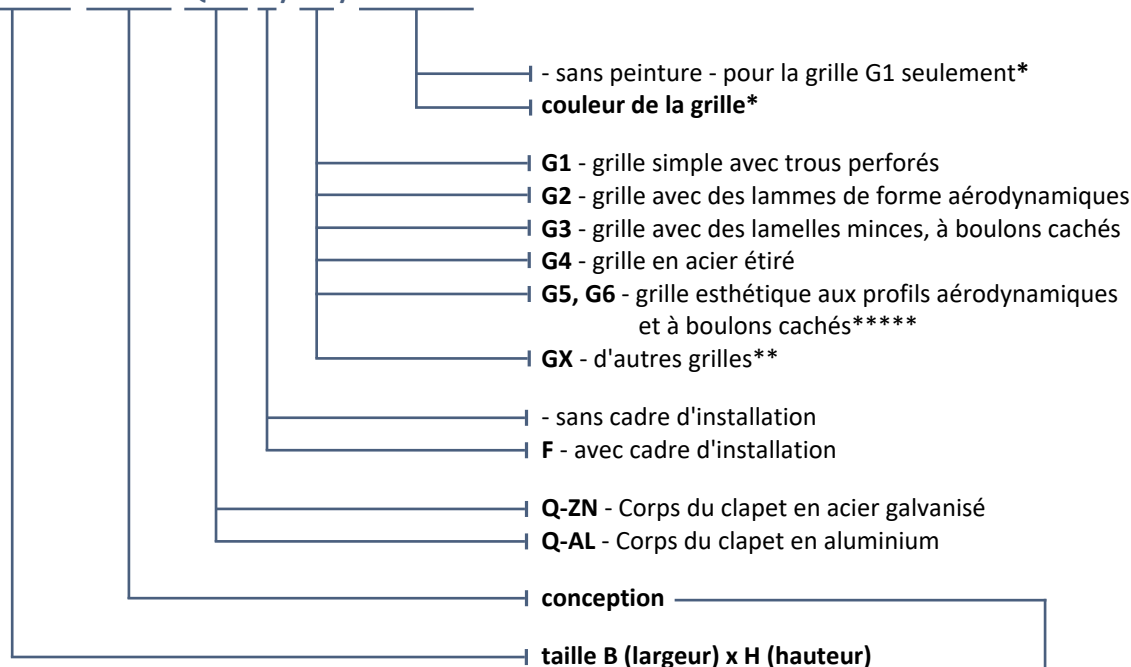 - sans peinture - pour la grille G1 seulement*
couleur de la grille*
G1 - grille simple avec trous perforés
G2 - grille avec des lammes de forme aérodynamiques
G3 - grille avec des lamelles minces, à boulons cachés
G4 - grille en acier étiré
G5, G6 - grille esthétique aux profils aérodynamiques
et à boulons cachés*****
GX - d'autres grilles**
- sans cadre d'installation
F - avec cadre d'installation
Q-ZN - Corps du clapet en acier galvanisé
Q-AL - Corps du clapet en aluminium
conception
taille B (largeur) x H (hauteur)